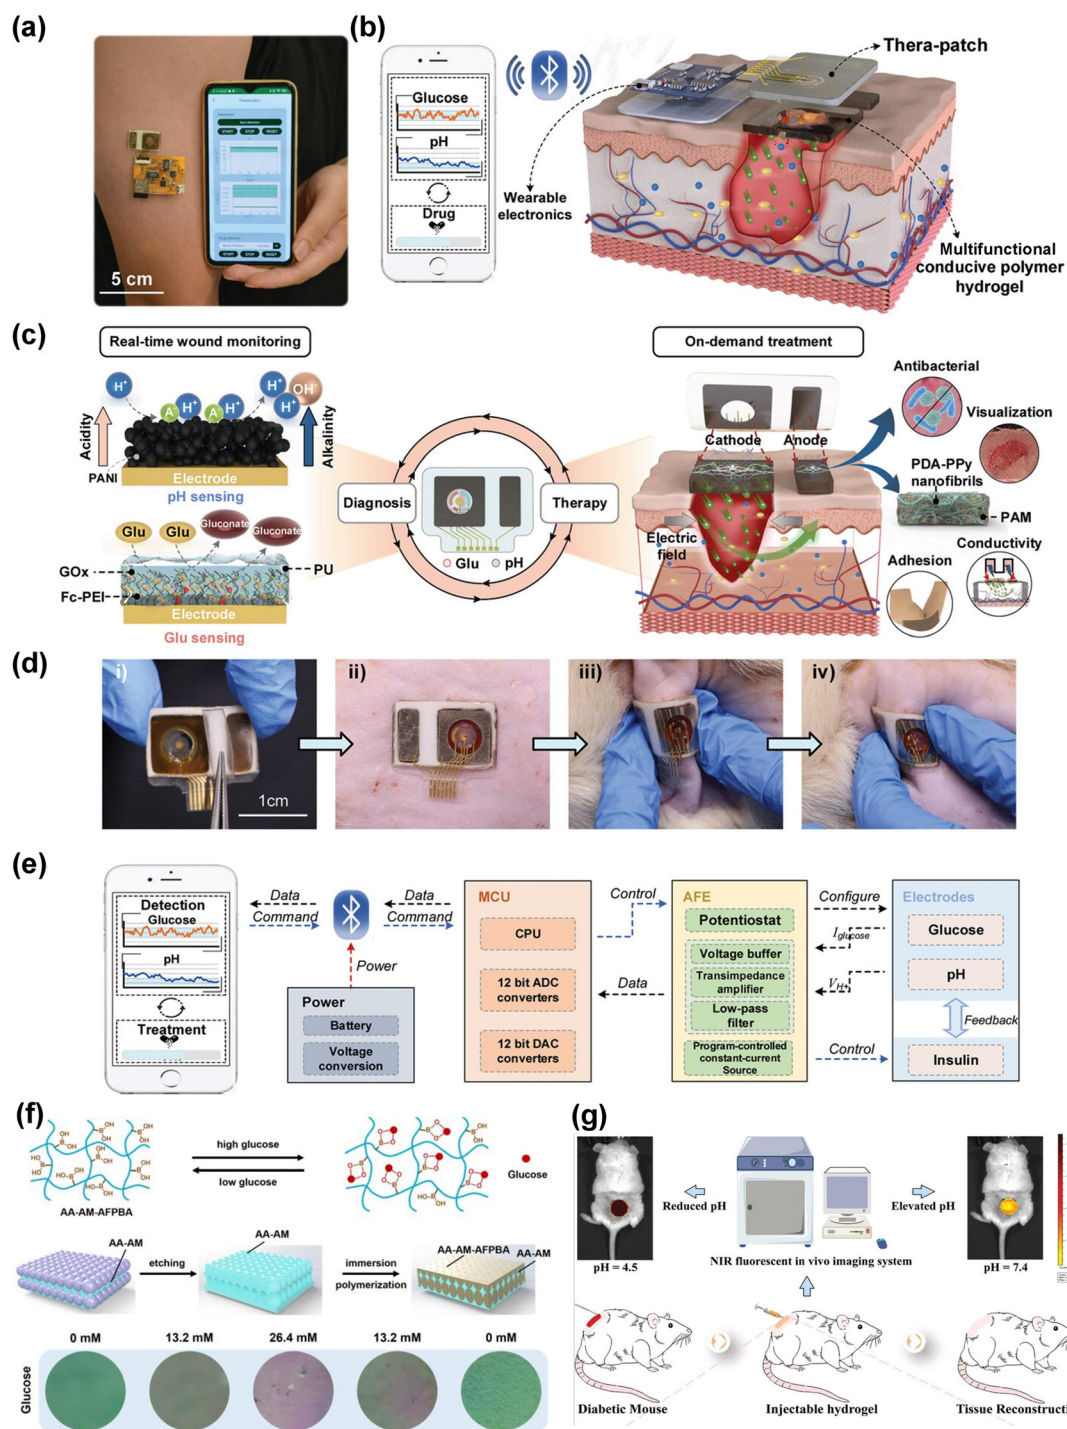 (a)
5 cm
(b)
Glucose
pH
Drug
Thera-patch
Wearable
electronics
Multifunctional
conducive polymer
hydrogel
(c)
Real-time wound monitoring
H+
H+
H+
H+
H+
OH-
A-
A-
Acidity
Alkalinity
PANI
Electrode
pH sensing
Glu
Glu
Gluconate
Gluconate
GOx
PU
Fc-PEI
Electrode
Glu sensing
Diagnosis
Therapy
Glu
pH
On-demand treatment
Cathode
Anode
Electric
field
Antibacterial
Visualization
PDA-PPy
nanofibrils
PAM
Conductivity
Adhesion
(d)
i)
1cm
ii)
iii)
iv)
(e)
Detection
Glucose
pH
Treatment
Data
Command
Data
Command
Power
Power
Battery
Voltage
conversion
MCU
CPU
12 bit ADC
converters
12 bit DAC
converters
Control
Data
AFE
Potentiostat
Voltage buffer
Transimpedance
amplifier
Low-pass
filter
Program-controlled
constant-current
Source
Configure
Iglucose
VH+
Control
Electrodes
Glucose
pH
Feedback
Insulin
(f)
high glucose
low glucose
Glucose
AA-AM-AFPBA
AA-AM
etching
AA-AM
immersion
polymerization
AA-AM-AFPBA
AA-AM
0 mM
13.2 mM
26.4 mM
13.2 mM
0 mM
Glucose
(g)
Reduced pH
Elevated pH
pH = 4.5
NIR fluorescent in vivo imaging system
pH = 7.4
Diabetic Mouse
Injectable hydrogel
Tissue Reconstructi